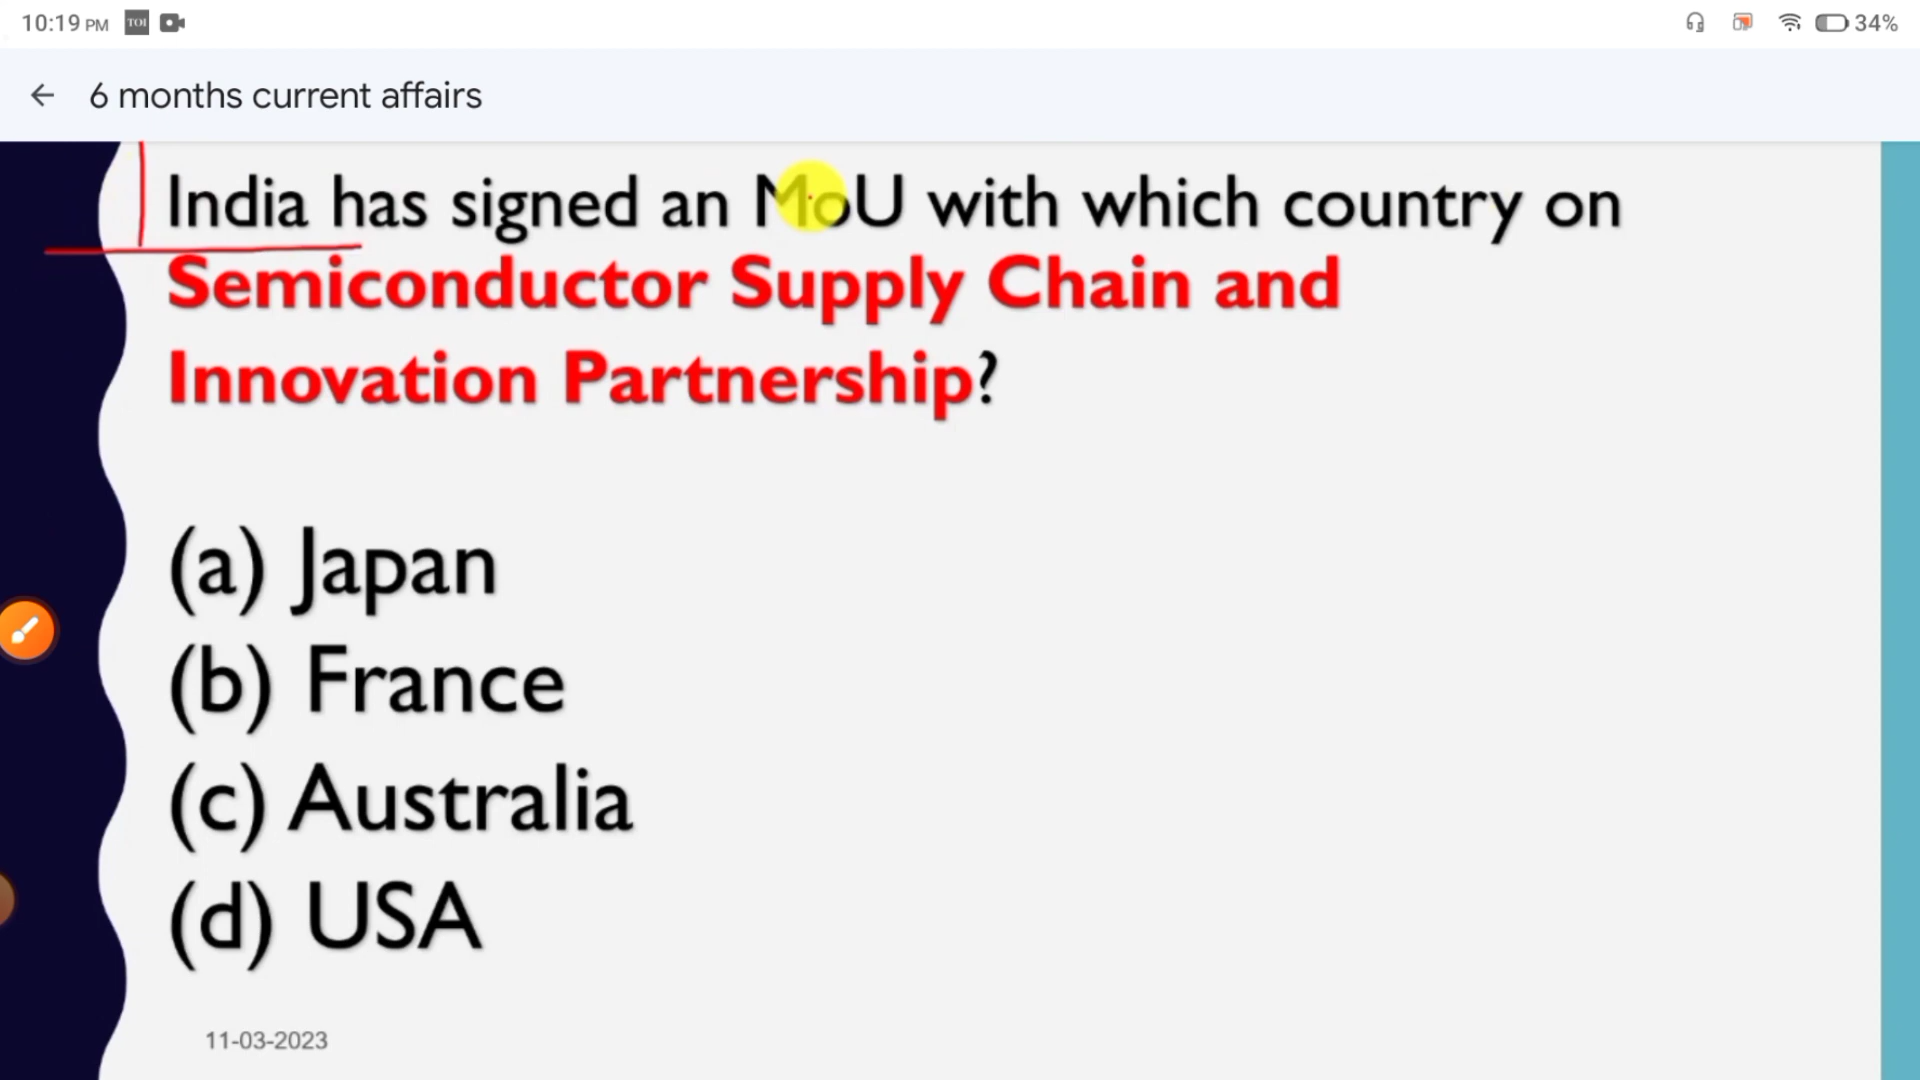 10:19 PM TOI 34%
6 months current affairs
India has signed an MoU with which country on
Semiconductor Supply Chain and
Innovation Partnership?
(a) Japan
(b) France
(c) Australia
(d) USA
11-03-2023